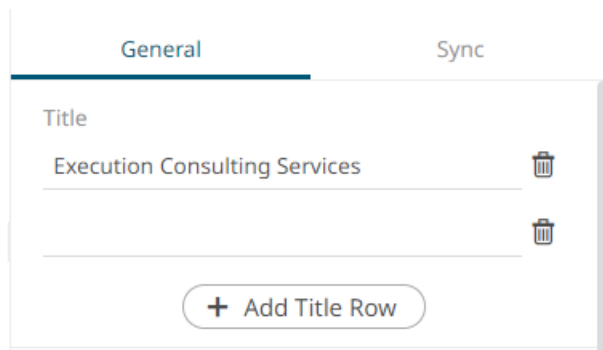 General Sync
Title
Execution Consulting Services
+ Add Title Row